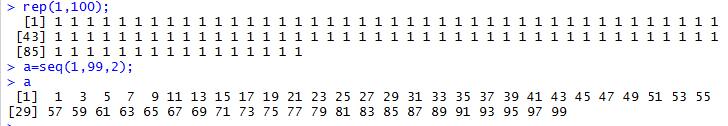 > rep(1,100);
[1] 1 1 1 1 1 1 1 1 1 1 1 1 1 1 1 1 1 1 1 1 1 1 1 1 1 1 1 1 1 1 1 1 1 1 1 1 1 1 1 1 1 1
[43] 1 1 1 1 1 1 1 1 1 1 1 1 1 1 1 1 1 1 1 1 1 1 1 1 1 1 1 1 1 1 1 1 1 1 1 1 1 1 1 1 1 1
[85] 1 1 1 1 1 1 1 1 1 1 1 1 1 1 1 1
> a=seq(1,99,2);
> a
[1] 1 3 5 7 9 11 13 15 17 19 21 23 25 27 29 31 33 35 37 39 41 43 45 47 49 51 53 55
[29] 57 59 61 63 65 67 69 71 73 75 77 79 81 83 85 87 89 91 93 95 97 99